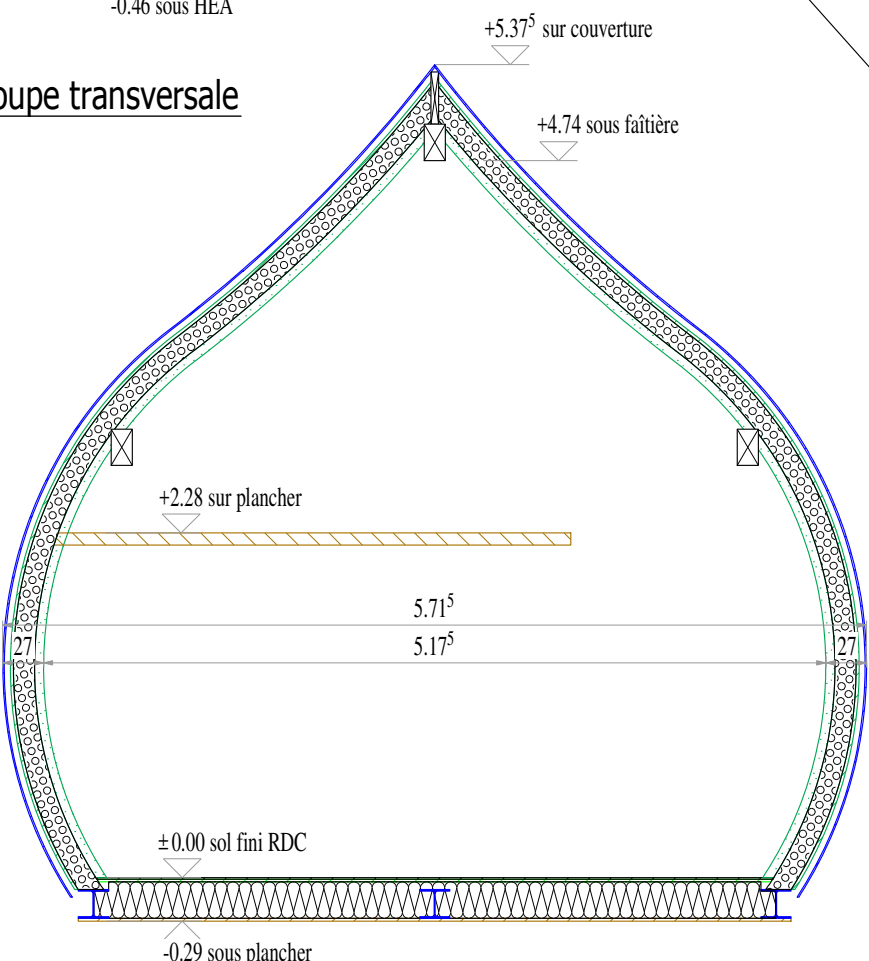 -0.46 sous HEA
+5.37⁵ sur couverture
oupe transversale
+4.74 sous faîtière
+2.28 sur plancher
5.71⁵
27 5.17⁵ 27
±0.00 sol fini RDC
-0.29 sous plancher